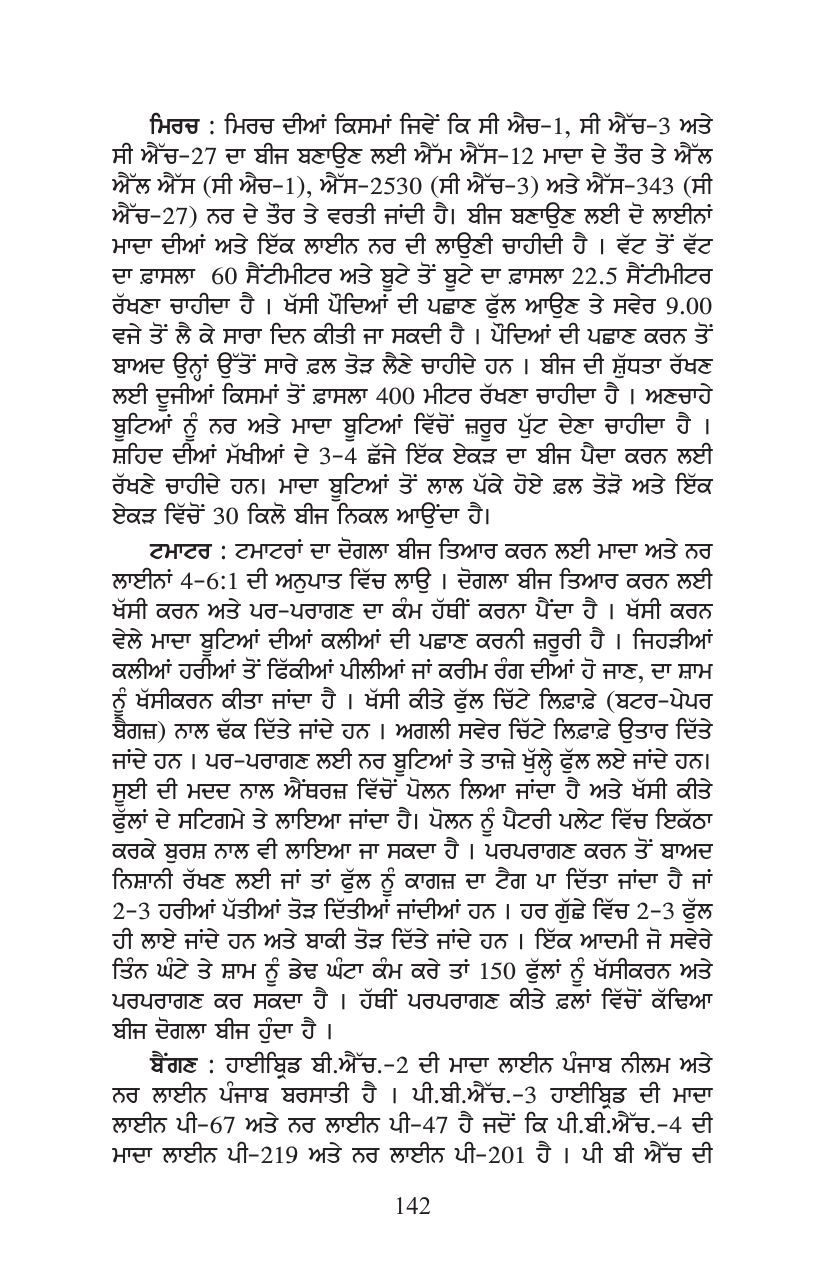 ਮਿਰਚ : ਮਿਰਚ ਦੀਆਂ ਕਿਸਮਾਂ ਜਿਵੇਂ ਕਿ ਸੀ ਐਚ-1, ਸੀ ਐੱਚ-3 ਅਤੇ
ਸੀ ਐੱਚ-27 ਦਾ ਬੀਜ ਬਣਾਉਣ ਲਈ ਐੱਮ ਐੱਸ-12 ਮਾਦਾ ਦੇ ਤੌਰ ਤੇ ਐੱਲ
ਐੱਲ ਐੱਸ (ਸੀ ਐਚ-1), ਐੱਸ-2530 (ਸੀ ਐੱਚ-3) ਅਤੇ ਐੱਸ-343 (ਸੀ
ਐੱਚ-27) ਨਰ ਦੇ ਤੌਰ ਤੇ ਵਰਤੀ ਜਾਂਦੀ ਹੈ। ਬੀਜ ਬਣਾਉਣ ਲਈ ਦੋ ਲਾਈਨਾਂ
ਮਾਦਾ ਦੀਆਂ ਅਤੇ ਇੱਕ ਲਾਈਨ ਨਰ ਦੀ ਲਾਉਣੀ ਚਾਹੀਦੀ ਹੈ । ਵੱਟ ਤੋਂ ਵੱਟ
ਦਾ ਫ਼ਾਸਲਾ 60 ਸੈਂਟੀਮੀਟਰ ਅਤੇ ਬੂਟੇ ਤੋਂ ਬੂਟੇ ਦਾ ਫ਼ਾਸਲਾ 22.5 ਸੈਂਟੀਮੀਟਰ
ਰੱਖਣਾ ਚਾਹੀਦਾ ਹੈ । ਖੱਸੀ ਪੌਦਿਆਂ ਦੀ ਪਛਾਣ ਫੁੱਲ ਆਉਣ ਤੇ ਸਵੇਰ 9.00
ਵਜੇ ਤੋਂ ਲੈ ਕੇ ਸਾਰਾ ਦਿਨ ਕੀਤੀ ਜਾ ਸਕਦੀ ਹੈ । ਪੌਦਿਆਂ ਦੀ ਪਛਾਣ ਕਰਨ ਤੋਂ
ਬਾਅਦ ਉਨ੍ਹਾਂ ਉੱਤੋਂ ਸਾਰੇ ਫ਼ਲ ਤੋੜ ਲੈਣੇ ਚਾਹੀਦੇ ਹਨ । ਬੀਜ ਦੀ ਸ਼ੁੱਧਤਾ ਰੱਖਣ
ਲਈ ਦੂਜੀਆਂ ਕਿਸਮਾਂ ਤੋਂ ਫ਼ਾਸਲਾ 400 ਮੀਟਰ ਰੱਖਣਾ ਚਾਹੀਦਾ ਹੈ । ਅਣਚਾਹੇ
ਬੂਟਿਆਂ ਨੂੰ ਨਰ ਅਤੇ ਮਾਦਾ ਬੂਟਿਆਂ ਵਿੱਚੋਂ ਜ਼ਰੂਰ ਪੁੱਟ ਦੇਣਾ ਚਾਹੀਦਾ ਹੈ ।
ਸ਼ਹਿਦ ਦੀਆਂ ਮੱਖੀਆਂ ਦੇ 3-4 ਛੱਜੇ ਇੱਕ ਏਕੜ ਦਾ ਬੀਜ ਪੈਦਾ ਕਰਨ ਲਈ
ਰੱਖਣੇ ਚਾਹੀਦੇ ਹਨ। ਮਾਦਾ ਬੂਟਿਆਂ ਤੋਂ ਲਾਲ ਪੱਕੇ ਹੋਏ ਫ਼ਲ ਤੋੜੋ ਅਤੇ ਇੱਕ
ਏਕੜ ਵਿੱਚੋਂ 30 ਕਿਲੋ ਬੀਜ ਨਿਕਲ ਆਉਂਦਾ ਹੈ।
ਟਮਾਟਰ : ਟਮਾਟਰਾਂ ਦਾ ਦੋਗਲਾ ਬੀਜ ਤਿਆਰ ਕਰਨ ਲਈ ਮਾਦਾ ਅਤੇ ਨਰ
ਲਾਈਨਾਂ 4-6:1 ਦੀ ਅਨੁਪਾਤ ਵਿੱਚ ਲਾਉ । ਦੋਗਲਾ ਬੀਜ ਤਿਆਰ ਕਰਨ ਲਈ
ਖੱਸੀ ਕਰਨ ਅਤੇ ਪਰ-ਪਰਾਗਣ ਦਾ ਕੰਮ ਹੱਥੀਂ ਕਰਨਾ ਪੈਂਦਾ ਹੈ । ਖੱਸੀ ਕਰਨ
ਵੇਲੇ ਮਾਦਾ ਬੂਟਿਆਂ ਦੀਆਂ ਕਲੀਆਂ ਦੀ ਪਛਾਣ ਕਰਨੀ ਜ਼ਰੂਰੀ ਹੈ । ਜਿਹੜੀਆਂ
ਕਲੀਆਂ ਹਰੀਆਂ ਤੋਂ ਫਿੱਕੀਆਂ ਪੀਲੀਆਂ ਜਾਂ ਕਰੀਮ ਰੰਗ ਦੀਆਂ ਹੋ ਜਾਣ, ਦਾ ਸ਼ਾਮ
ਨੂੰ ਖੱਸੀਕਰਨ ਕੀਤਾ ਜਾਂਦਾ ਹੈ । ਖੱਸੀ ਕੀਤੇ ਫੁੱਲ ਚਿੱਟੇ ਲਿਫ਼ਾਫ਼ੇ (ਬਟਰ-ਪੇਪਰ
ਬੈਗਜ਼) ਨਾਲ ਢੱਕ ਦਿੱਤੇ ਜਾਂਦੇ ਹਨ । ਅਗਲੀ ਸਵੇਰ ਚਿੱਟੇ ਲਿਫ਼ਾਫ਼ੇ ਉਤਾਰ ਦਿੱਤੇ
ਜਾਂਦੇ ਹਨ । ਪਰ-ਪਰਾਗਣ ਲਈ ਨਰ ਬੂਟਿਆਂ ਤੇ ਤਾਜ਼ੇ ਖੁੱਲ੍ਹੇ ਫੁੱਲ ਲਏ ਜਾਂਦੇ ਹਨ।
ਸੂਈ ਦੀ ਮਦਦ ਨਾਲ ਐਂਥਰਜ਼ ਵਿੱਚੋਂ ਪੋਲਨ ਲਿਆ ਜਾਂਦਾ ਹੈ ਅਤੇ ਖੱਸੀ ਕੀਤੇ
ਫੁੱਲਾਂ ਦੇ ਸਟਿਗਮੇ ਤੇ ਲਾਇਆ ਜਾਂਦਾ ਹੈ। ਪੋਲਨ ਨੂੰ ਪੈਟਰੀ ਪਲੇਟ ਵਿੱਚ ਇਕੱਠਾ
ਕਰਕੇ ਬੁਰਸ਼ ਨਾਲ ਵੀ ਲਾਇਆ ਜਾ ਸਕਦਾ ਹੈ । ਪਰਪਰਾਗਣ ਕਰਨ ਤੋਂ ਬਾਅਦ
ਨਿਸ਼ਾਨੀ ਰੱਖਣ ਲਈ ਜਾਂ ਤਾਂ ਫੁੱਲ ਨੂੰ ਕਾਗਜ਼ ਦਾ ਟੈਗ ਪਾ ਦਿੱਤਾ ਜਾਂਦਾ ਹੈ ਜਾਂ
2-3 ਹਰੀਆਂ ਪੱਤੀਆਂ ਤੋੜ ਦਿੱਤੀਆਂ ਜਾਂਦੀਆਂ ਹਨ । ਹਰ ਗੁੱਛੇ ਵਿੱਚ 2-3 ਫੁੱਲ
ਹੀ ਲਾਏ ਜਾਂਦੇ ਹਨ ਅਤੇ ਬਾਕੀ ਤੋੜ ਦਿੱਤੇ ਜਾਂਦੇ ਹਨ । ਇੱਕ ਆਦਮੀ ਜੋ ਸਵੇਰੇ
ਤਿੰਨ ਘੰਟੇ ਤੇ ਸ਼ਾਮ ਨੂੰ ਡੇਢ ਘੰਟਾ ਕੰਮ ਕਰੇ ਤਾਂ 150 ਫੁੱਲਾਂ ਨੂੰ ਖੱਸੀਕਰਨ ਅਤੇ
ਪਰਪਰਾਗਣ ਕਰ ਸਕਦਾ ਹੈ । ਹੱਥੀਂ ਪਰਪਰਾਗਣ ਕੀਤੇ ਫ਼ਲਾਂ ਵਿੱਚੋਂ ਕੱਢਿਆ
ਬੀਜ ਦੋਗਲਾ ਬੀਜ ਹੁੰਦਾ ਹੈ ।
ਬੈਂਗਣ : ਹਾਈਬ੍ਰਿਡ ਬੀ.ਐੱਚ.-2 ਦੀ ਮਾਦਾ ਲਾਈਨ ਪੰਜਾਬ ਨੀਲਮ ਅਤੇ
ਨਰ ਲਾਈਨ ਪੰਜਾਬ ਬਰਸਾਤੀ ਹੈ । ਪੀ.ਬੀ.ਐੱਚ.-3 ਹਾਈਬ੍ਰਿਡ ਦੀ ਮਾਦਾ
ਲਾਈਨ ਪੀ-67 ਅਤੇ ਨਰ ਲਾਈਨ ਪੀ-47 ਹੈ ਜਦੋਂ ਕਿ ਪੀ.ਬੀ.ਐੱਚ.-4 ਦੀ
ਮਾਦਾ ਲਾਈਨ ਪੀ-219 ਅਤੇ ਨਰ ਲਾਈਨ ਪੀ-201 ਹੈ । ਪੀ ਬੀ ਐੱਚ ਦੀ
142